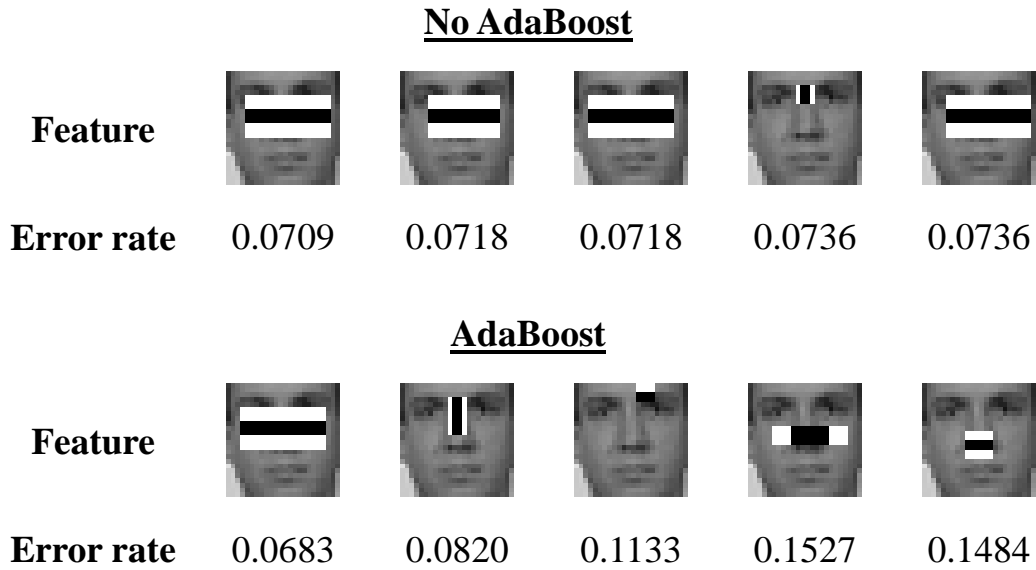 No AdaBoost
Feature
Error rate 0.0709 0.0718 0.0718 0.0736 0.0736
AdaBoost
Feature
Error rate 0.0683 0.0820 0.1133 0.1527 0.1484